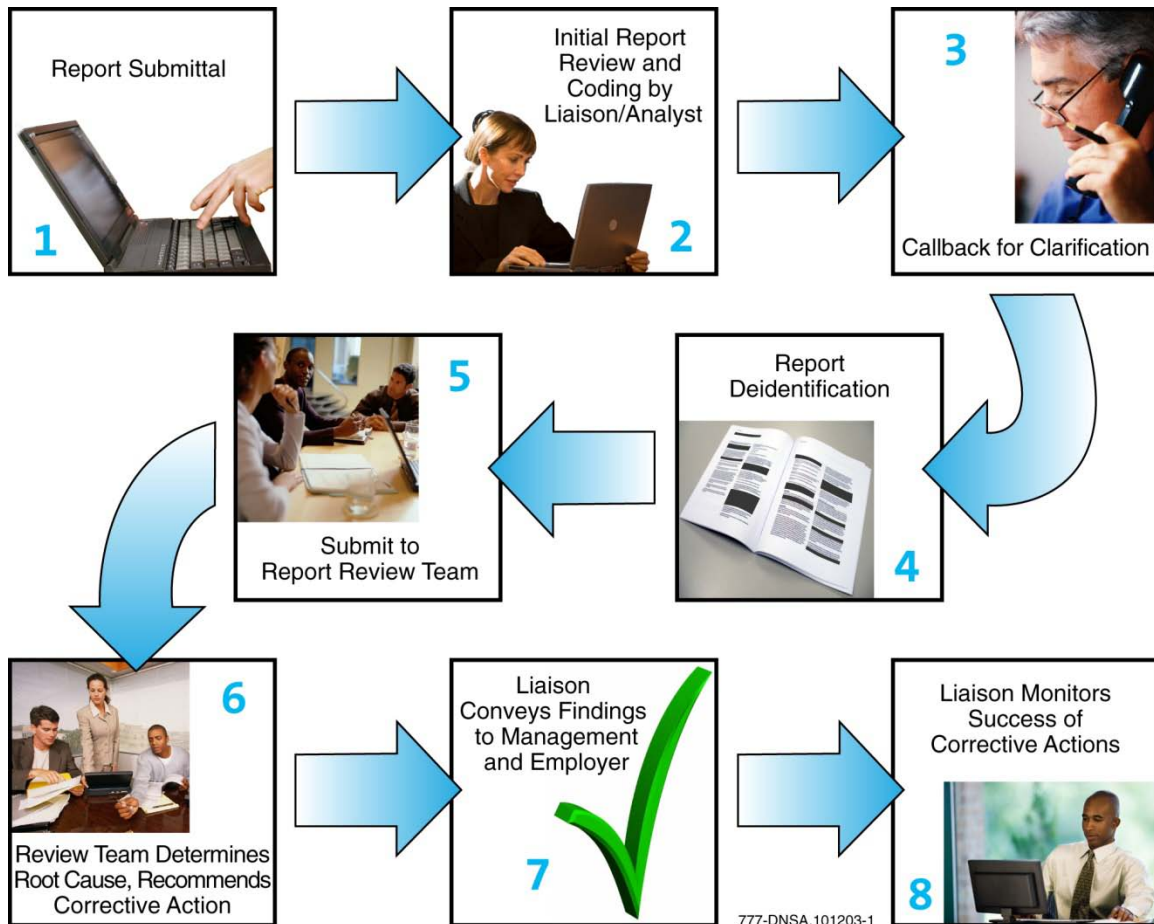 Report Submittal
1
Initial Report
Review and
Coding by
Liaison/Analyst
2
3
Callback for Clarification
Report
Deidentification
4
5
Submit to
Report Review Team
6
Review Team Determines
Root Cause, Recommends
Corrective Action
Liaison
Conveys Findings
to Management
and Employer
7
Liaison Monitors
Success of
Corrective Actions
8
777-DNSA 101203-1